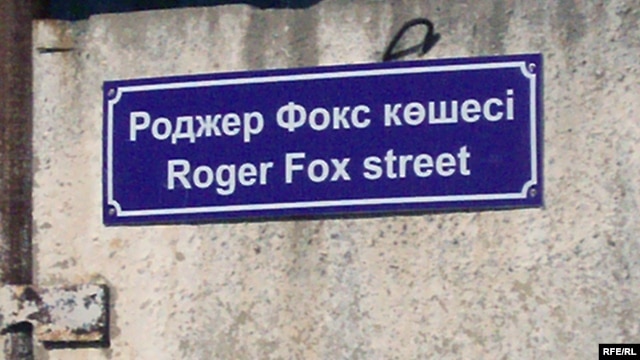 Роджер Фокс көшесі
Roger Fox street
RFE/RL